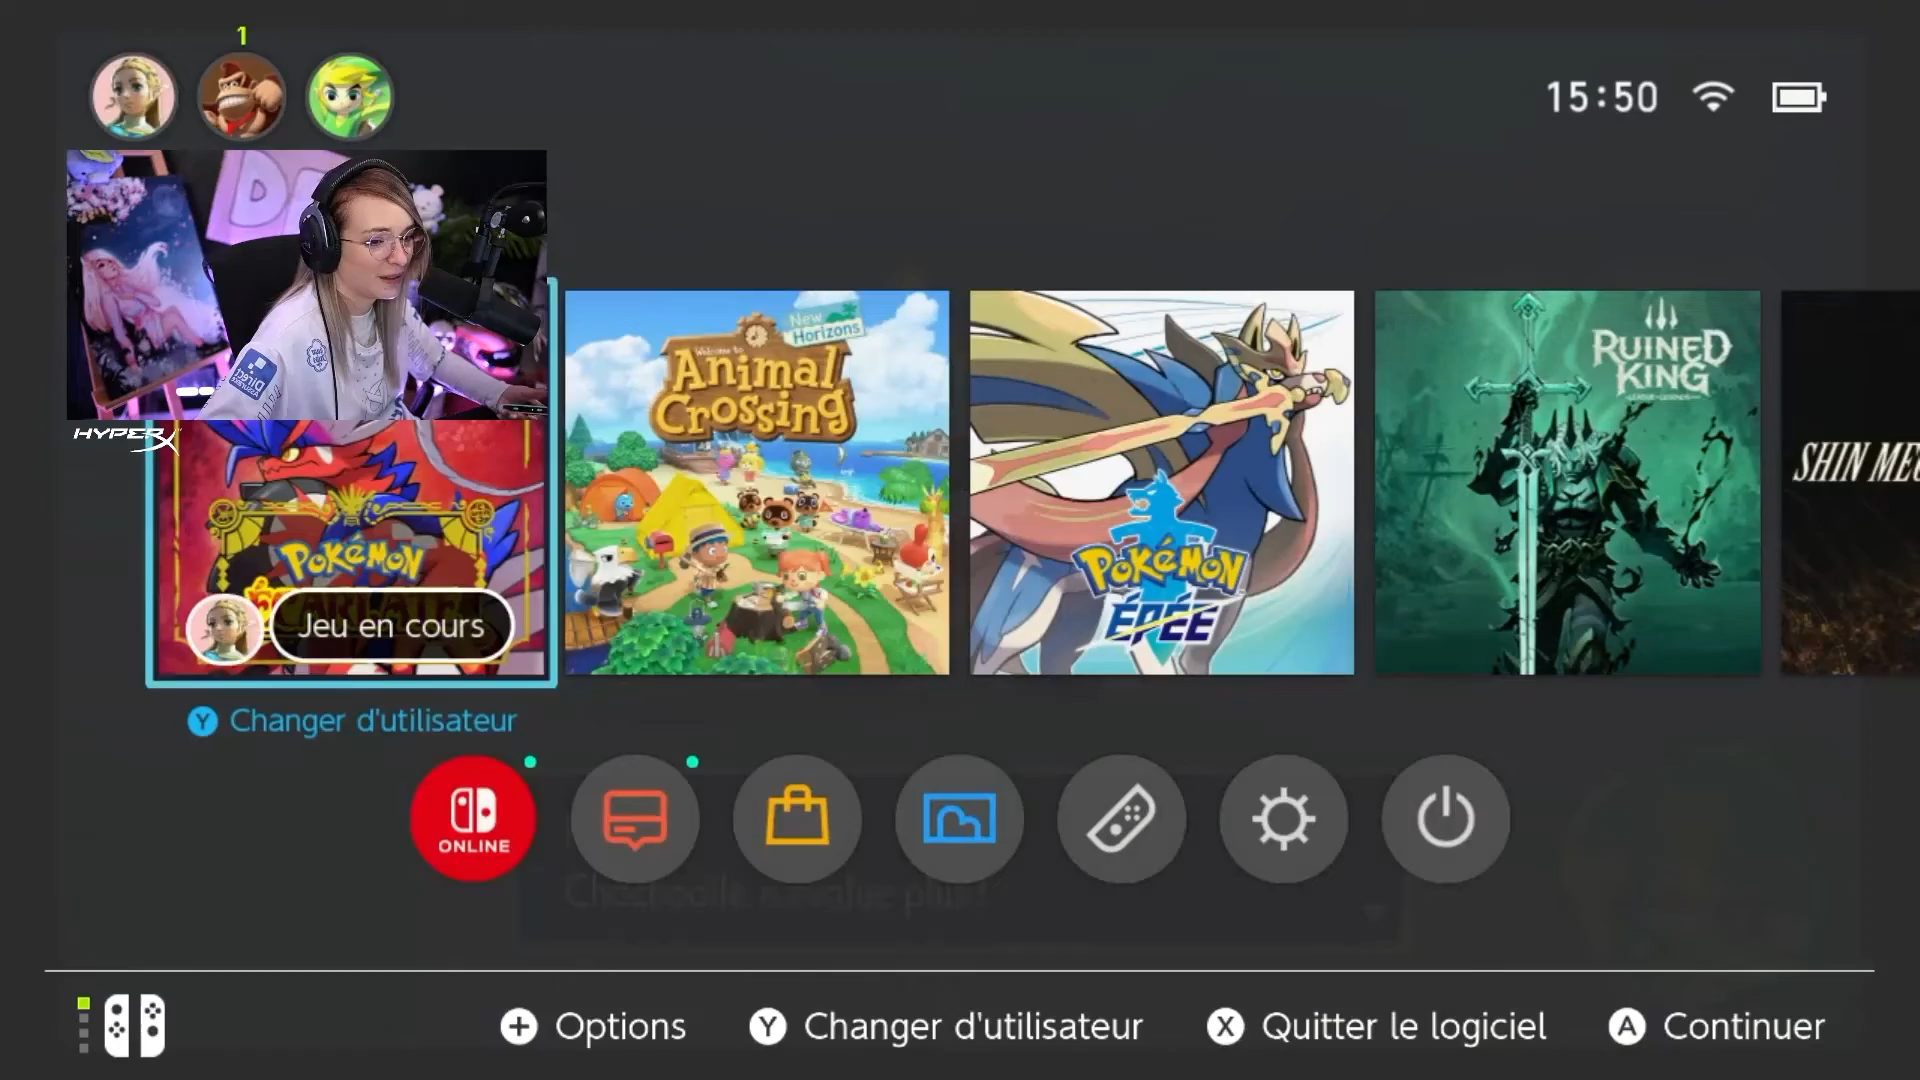 1
15:50
HYPERX
New
Horizons
Welcome to
Animal
Crossing
RUINED
KING
SHIN MEG
POKÉMON
POKÉMON
ÉPÉE
Jeu en cours
Y Changer d'utilisateur
ONLINE
+ Options
Y Changer d'utilisateur
X Quitter le logiciel
A Continuer